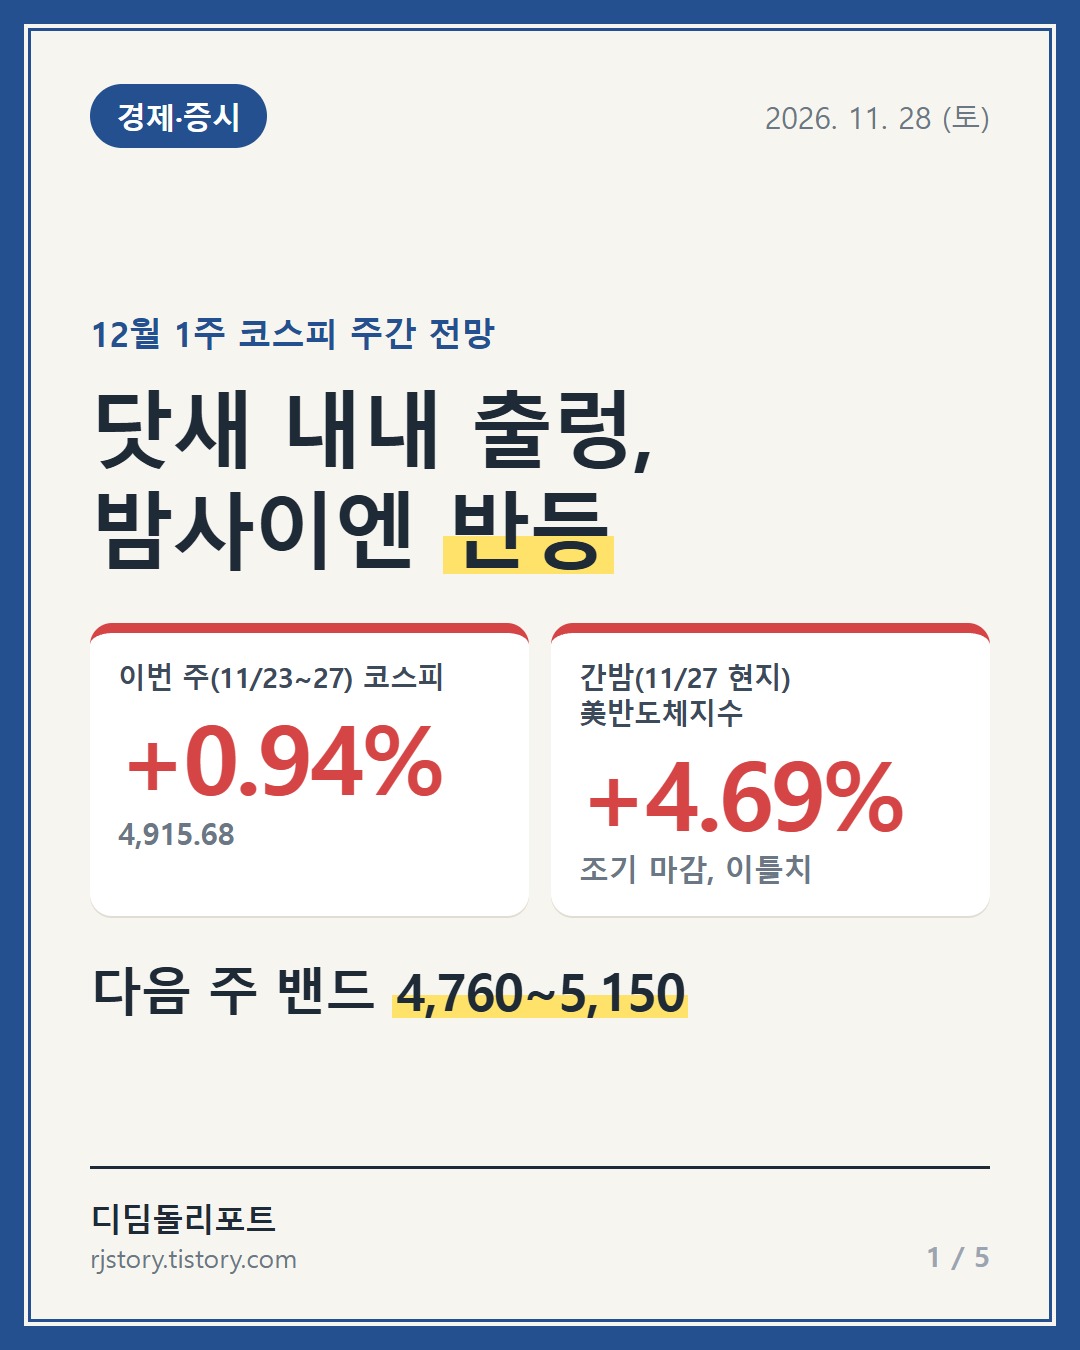 경제·증시
2026. 11. 28 (토)
12월 1주 코스피 주간 전망
닷새 내내 출렁,
밤사이엔 반등
이번 주(11/23~27) 코스피
+0.94%
4,915.68
간밤(11/27 현지)
美반도체지수
+4.69%
조기 마감, 이틀치
다음 주 밴드 4,760~5,150
디딤돌리포트
rjstory.tistory.com
1 / 5